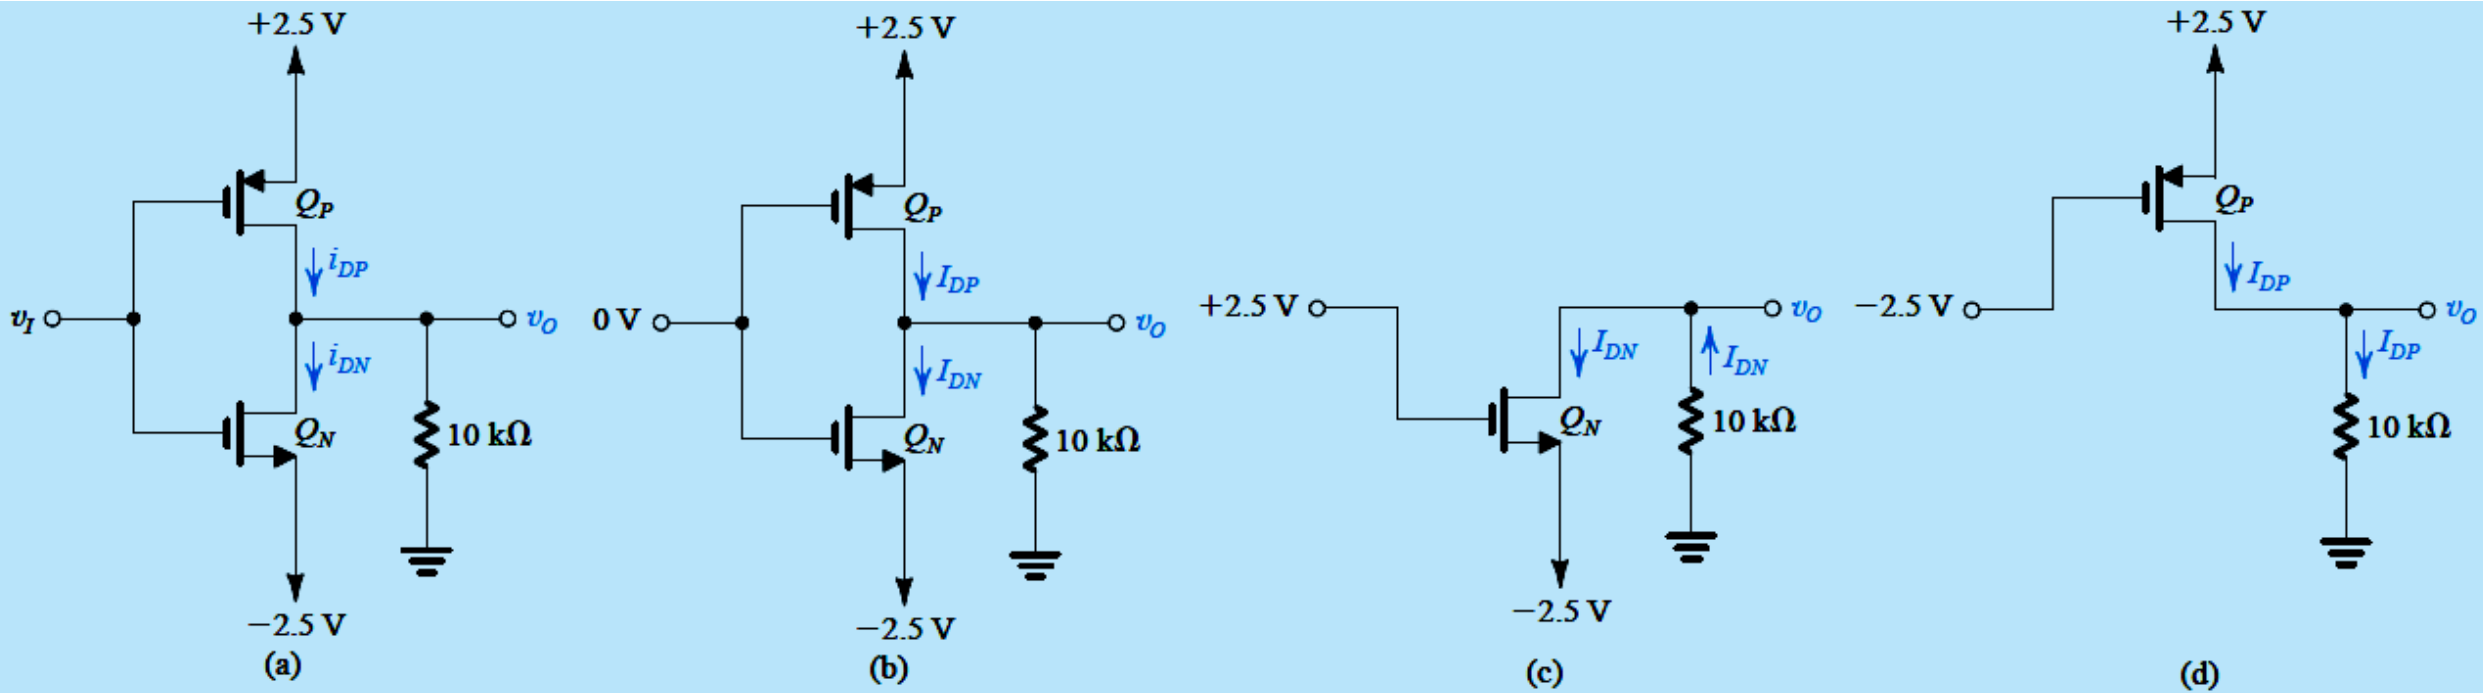 +2.5 V
Q_P
i_DP
v_I
v_O
i_DN
Q_N
10 kΩ
−2.5 V
(a)
+2.5 V
Q_P
I_DP
0 V
v_O
I_DN
Q_N
10 kΩ
−2.5 V
(b)
+2.5 V
v_O
I_DN
I_DN
Q_N
10 kΩ
−2.5 V
(c)
+2.5 V
Q_P
I_DP
−2.5 V
v_O
I_DP
10 kΩ
(d)